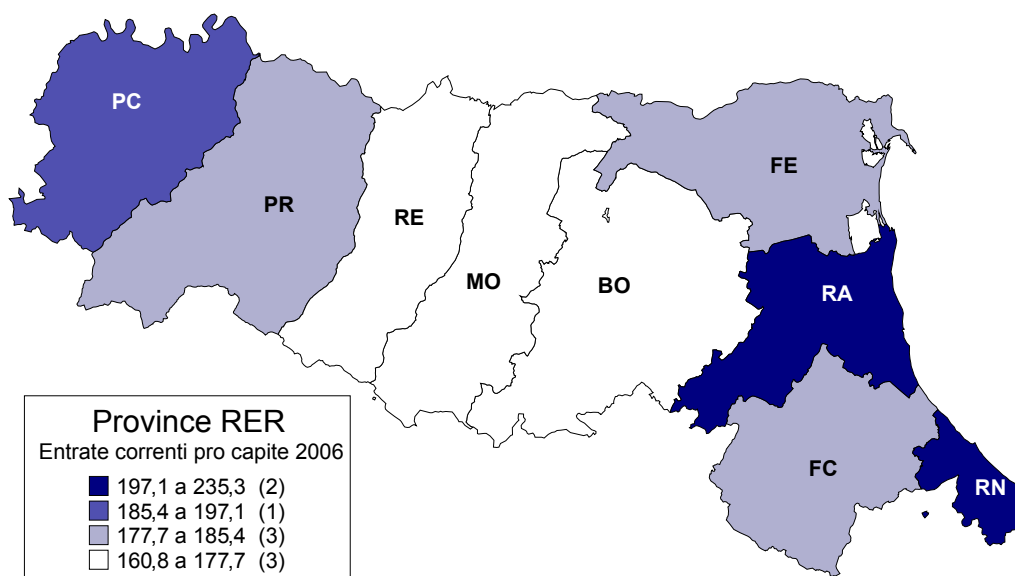 PC
PR
RE
MO
BO
FE
RA
FC
RN
Province RER
Entrate correnti pro capite 2006
197,1 a 235,3 (2)
185,4 a 197,1 (1)
177,7 a 185,4 (3)
160,8 a 177,7 (3)